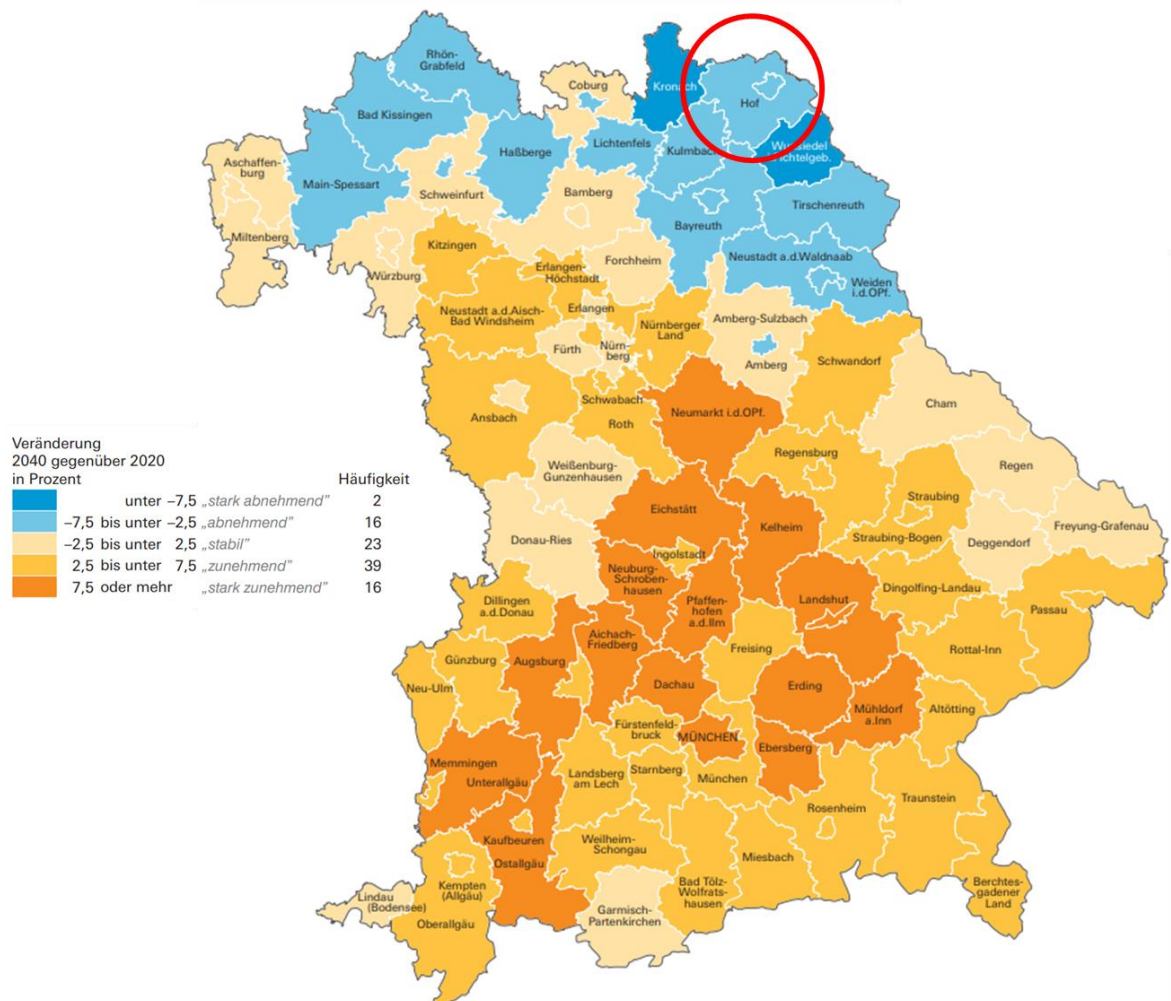 Rhön-
Grabfeld
Coburg
Kronach
Hof
Bad Kissingen
Lichtenfels
Kulmbach
Haßberge
Aschaffen-
burg
Main-Spessart
Schweinfurt
Bamberg
Tirschenreuth
Bayreuth
Miltenberg
Kitzingen
Würzburg
Forchheim
Neustadt a.d.Waldnaab
Erlangen-
Höchstadt
Weiden
i.d.OPf.
Neustadt a.d.Aisch-
Bad Windsheim
Erlangen
Nürnberger
Land
Amberg-Sulzbach
Fürth
Nürn-
berg
Amberg
Schwandorf
Schwabach
Ansbach
Roth
Neumarkt i.d.OPf.
Cham
Veränderung
2040 gegenüber 2020
in Prozent
Häufigkeit
unter –7,5 „stark abnehmend” 2
–7,5 bis unter –2,5 „abnehmend” 16
–2,5 bis unter 2,5 „stabil” 23
2,5 bis unter 7,5 „zunehmend” 39
7,5 oder mehr „stark zunehmend” 16
Weißenburg-
Gunzenhausen
Regensburg
Regen
Straubing
Eichstätt
Kelheim
Freyung-Grafenau
Donau-Ries
Straubing-Bogen
Deggendorf
Ingolstadt
Neuburg-
Schroben-
hausen
Dingolfing-Landau
Dillingen
a.d.Donau
Pfaffen-
hofen
a.d.Ilm
Landshut
Passau
Aichach-
Friedberg
Günzburg
Augsburg
Freising
Rottal-Inn
Neu-Ulm
Dachau
Erding
Mühldorf
a.Inn
Altötting
Fürstenfeld-
bruck
MÜNCHEN
Ebersberg
Memmingen
Unterallgäu
Landsberg
am Lech
Starnberg
München
Rosenheim
Traunstein
Kaufbeuren
Ostallgäu
Weilheim-
Schongau
Miesbach
Kempten
(Allgäu)
Bad Tölz-
Wolfrats-
hausen
Berchtes-
gadener
Land
Lindau
(Bodensee)
Oberallgäu
Garmisch-
Partenkirchen